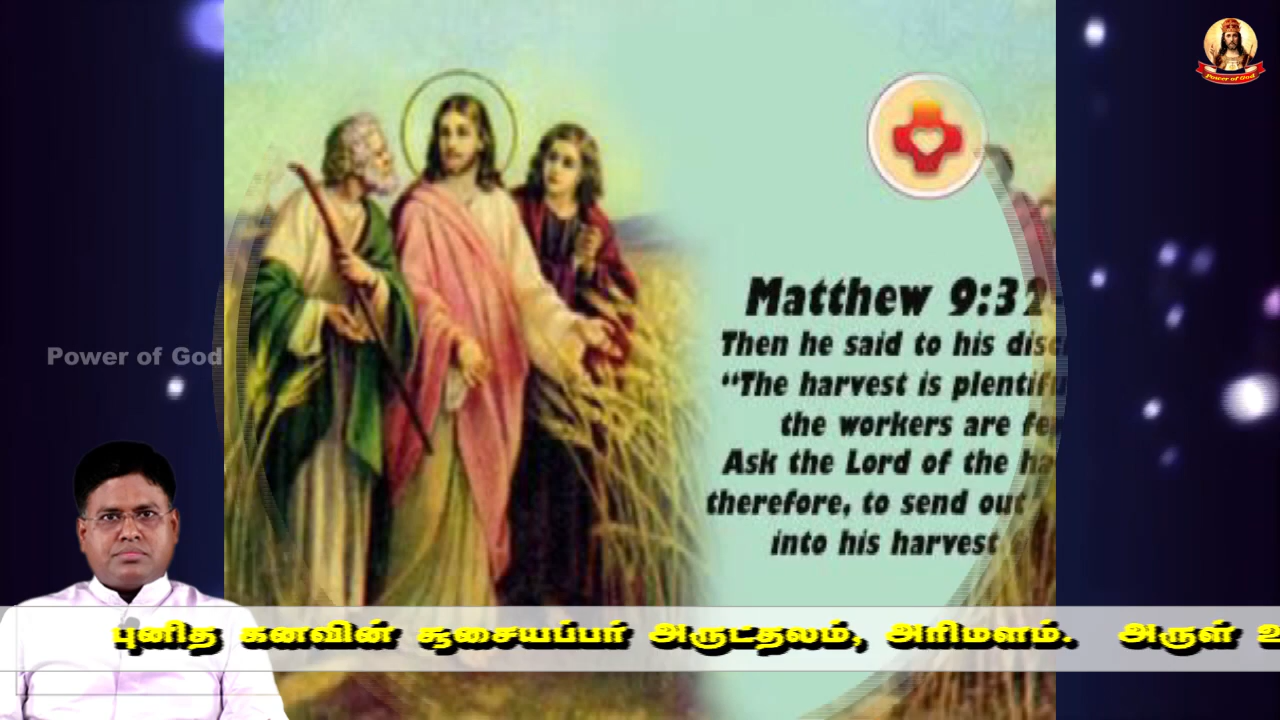 Power of God
Matthew 9:32
Then he said to his disc
“The harvest is plentifu
the workers are fe
Ask the Lord of the ha
therefore, to send out
into his harvest
Power of God
புனித கனவின் சூசையப்பர் அருட்தலம், அரிமளம். அருள் உ